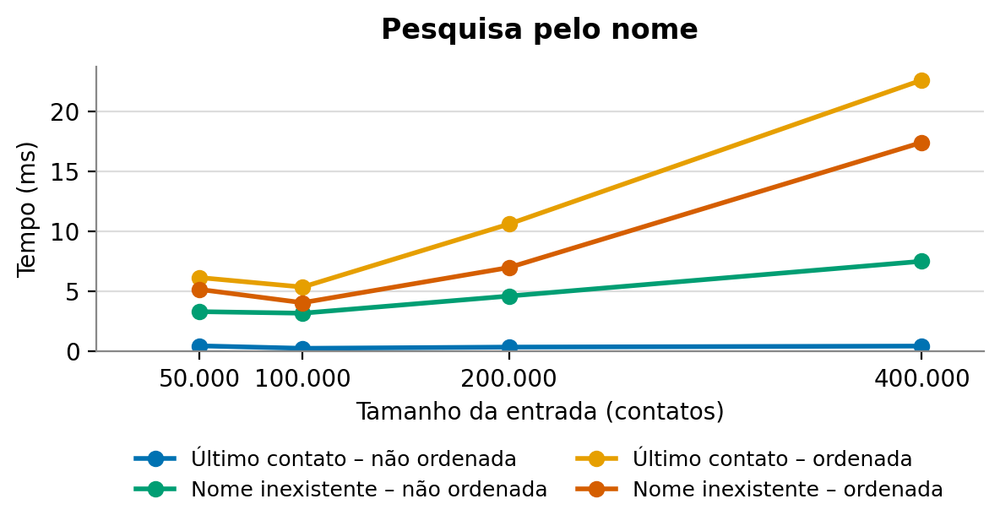 Pesquisa pelo nome
Tempo (ms)
20
15
10
5
0
50.000 100.000 200.000 400.000
Tamanho da entrada (contatos)
Último contato – não ordenada
Nome inexistente – não ordenada
Último contato – ordenada
Nome inexistente – ordenada